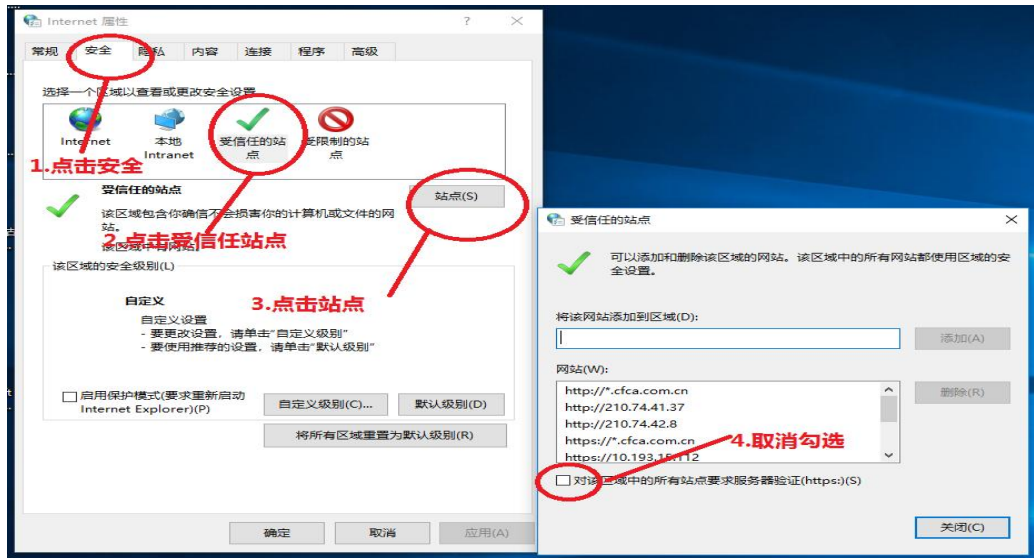 Internet 属性
常规 安全 隐私 内容 连接 程序 高级
选择一个区域以查看或更改安全设置
Internet
本地
Intranet
受信任的站
点
受限制的站
点
1.点击安全
受信任的站点
站点(S)
该区域包含你确信不会损害你的计算机或文件的网
站。
该区域中有网站。
2.点击受信任站点
该区域的安全级别(L)
3.点击站点
自定义
自定义设置
- 要更改设置，请单击“自定义级别”
- 要使用推荐的设置，请单击“默认级别”
启用保护模式(要求重新启动
Internet Explorer)(P)
自定义级别(C)...
默认级别(D)
将所有区域重置为默认级别(R)
确定 取消 应用(A)
受信任的站点
可以添加和删除该区域的网站。该区域中的所有网站都使用区域的安
全设置。
将该网站添加到区域(D):
添加(A)
网站(W):
http://*.cfca.com.cn
http://210.74.41.37
http://210.74.42.8
https://*.cfca.com.cn
https://10.193.15.112
删除(R)
4.取消勾选
对该区域中的所有站点要求服务器验证(https:)(S)
关闭(C)